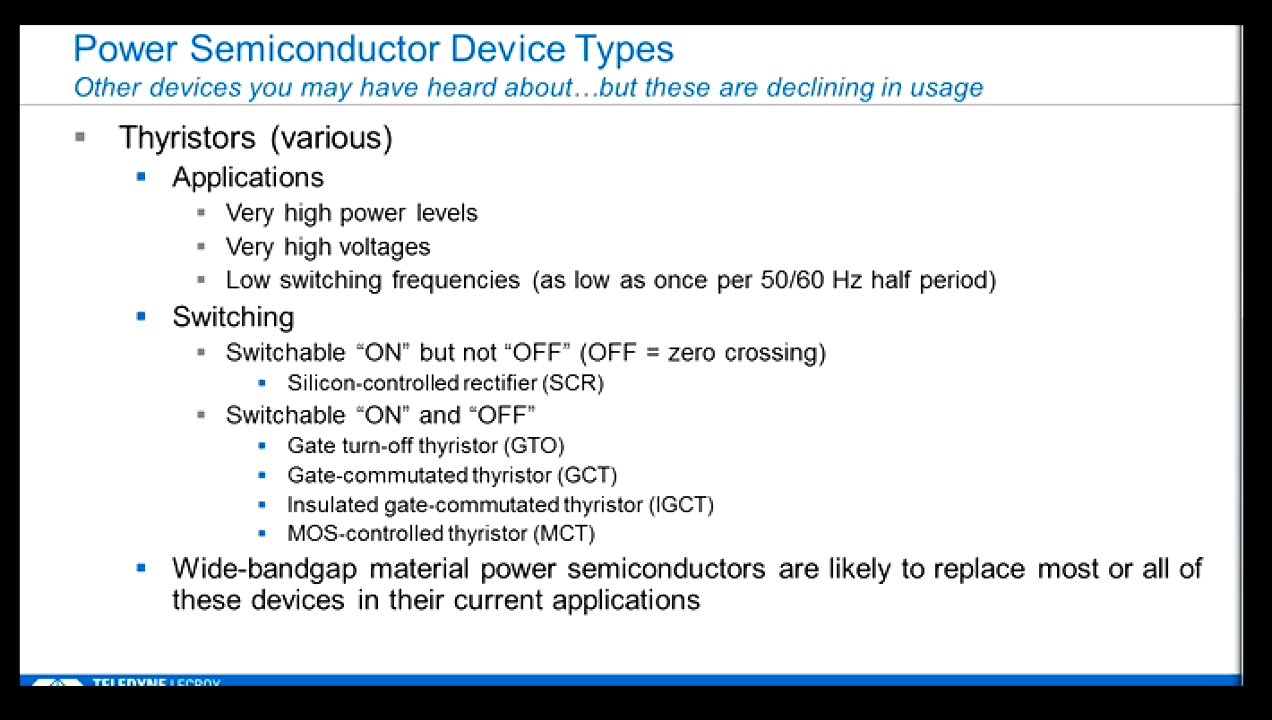 Power Semiconductor Device Types
Other devices you may have heard about…but these are declining in usage
Thyristors (various)
Applications
Very high power levels
Very high voltages
Low switching frequencies (as low as once per 50/60 Hz half period)
Switching
Switchable “ON” but not “OFF” (OFF = zero crossing)
Silicon-controlled rectifier (SCR)
Switchable “ON” and “OFF”
Gate turn-off thyristor (GTO)
Gate-commutated thyristor (GCT)
Insulated gate-commutated thyristor (IGCT)
MOS-controlled thyristor (MCT)
Wide-bandgap material power semiconductors are likely to replace most or all of
these devices in their current applications
TELEDYNE LECROY